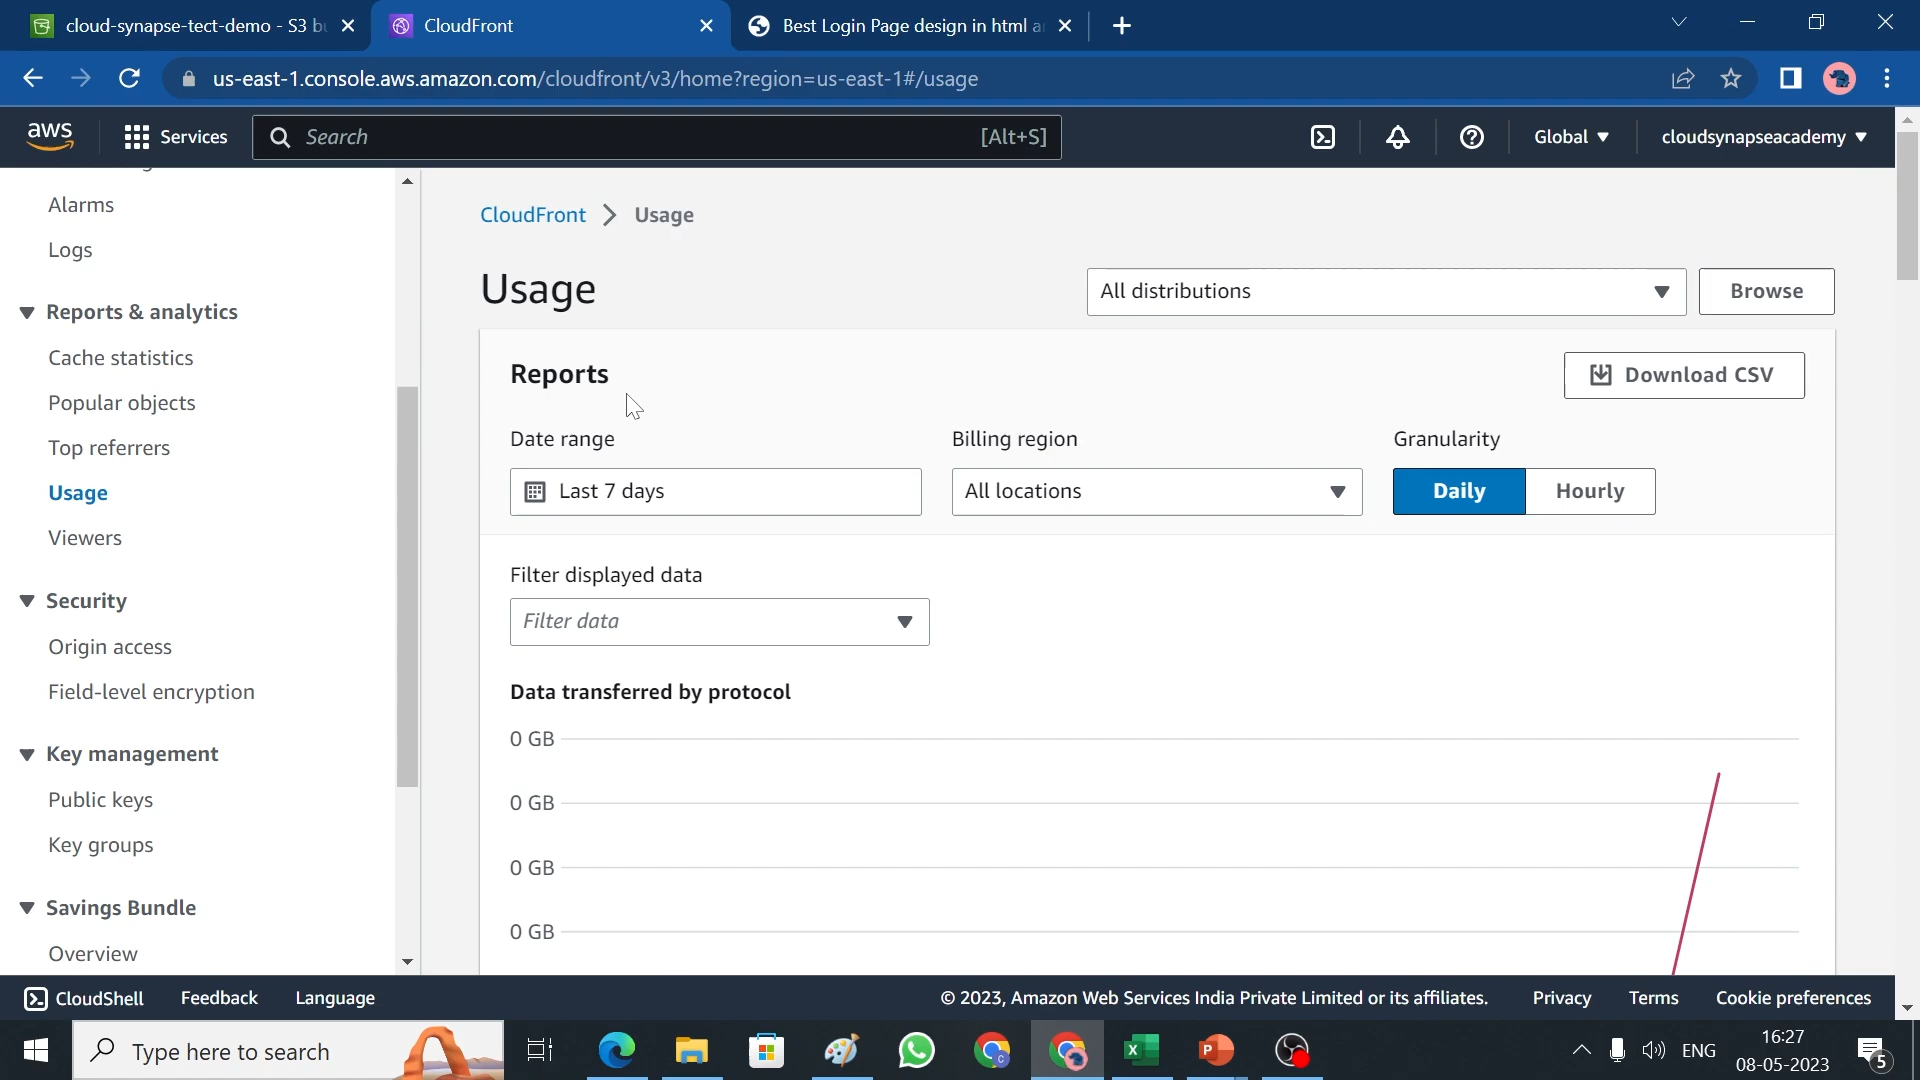 cloud-synapse-tect-demo - S3 bu
CloudFront
Best Login Page design in html a
us-east-1.console.aws.amazon.com/cloudfront/v3/home?region=us-east-1#/usage
aws
Services
Search
[Alt+S]
Global
cloudsynapseacademy
Alarms
Logs
Reports & analytics
Cache statistics
Popular objects
Top referrers
Usage
Viewers
Security
Origin access
Field-level encryption
Key management
Public keys
Key groups
Savings Bundle
Overview
CloudFront > Usage
Usage
All distributions
Browse
Reports
Download CSV
Date range
Billing region
Granularity
Last 7 days
All locations
Daily
Hourly
Filter displayed data
Filter data
Data transferred by protocol
0 GB
0 GB
0 GB
0 GB
CloudShell
Feedback
Language
© 2023, Amazon Web Services India Private Limited or its affiliates.
Privacy
Terms
Cookie preferences
Type here to search
ENG
16:27
08-05-2023
5